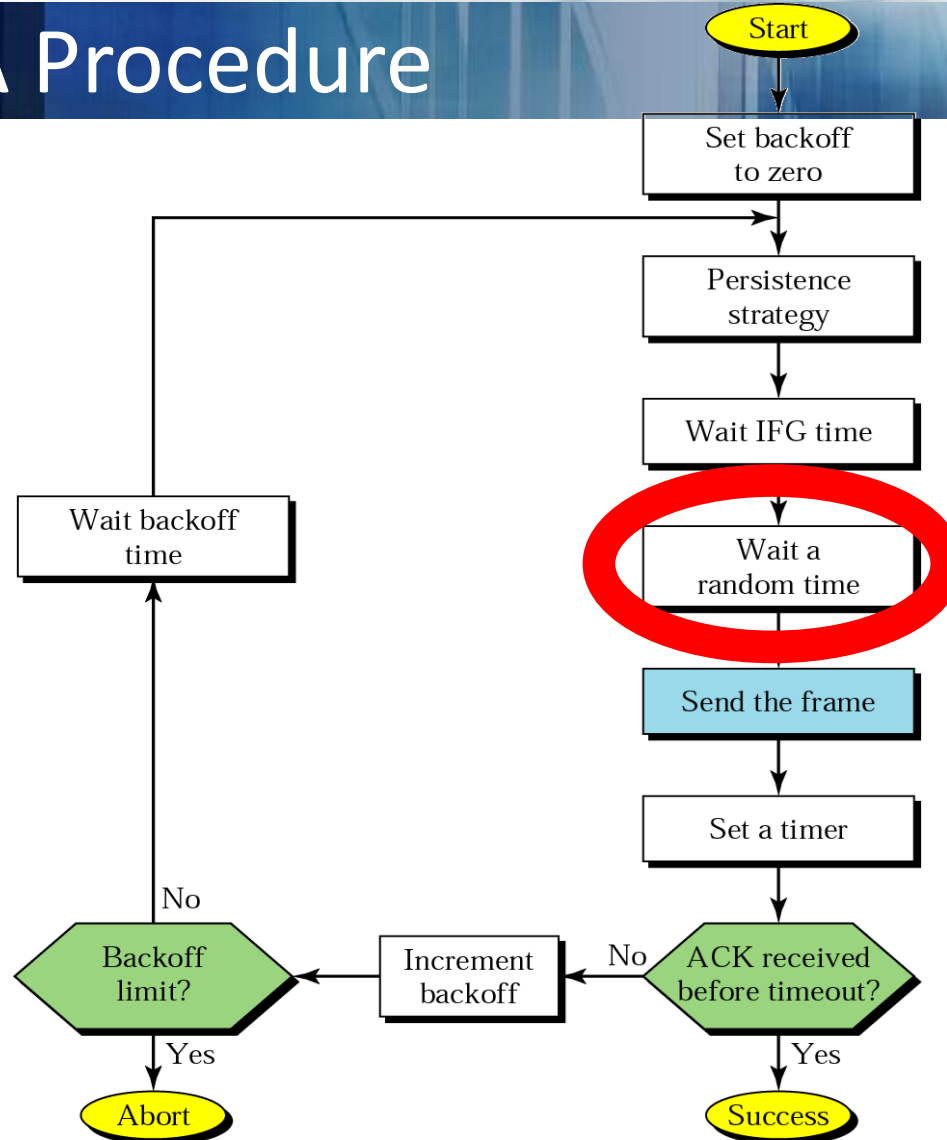 A Procedure
Start
Set backoff
to zero
Persistence
strategy
Wait IFG time
Wait backoff
time
Wait a
random time
Send the frame
Set a timer
No
Backoff
limit?
Increment
backoff
No
ACK received
before timeout?
Yes
Yes
Abort
Success